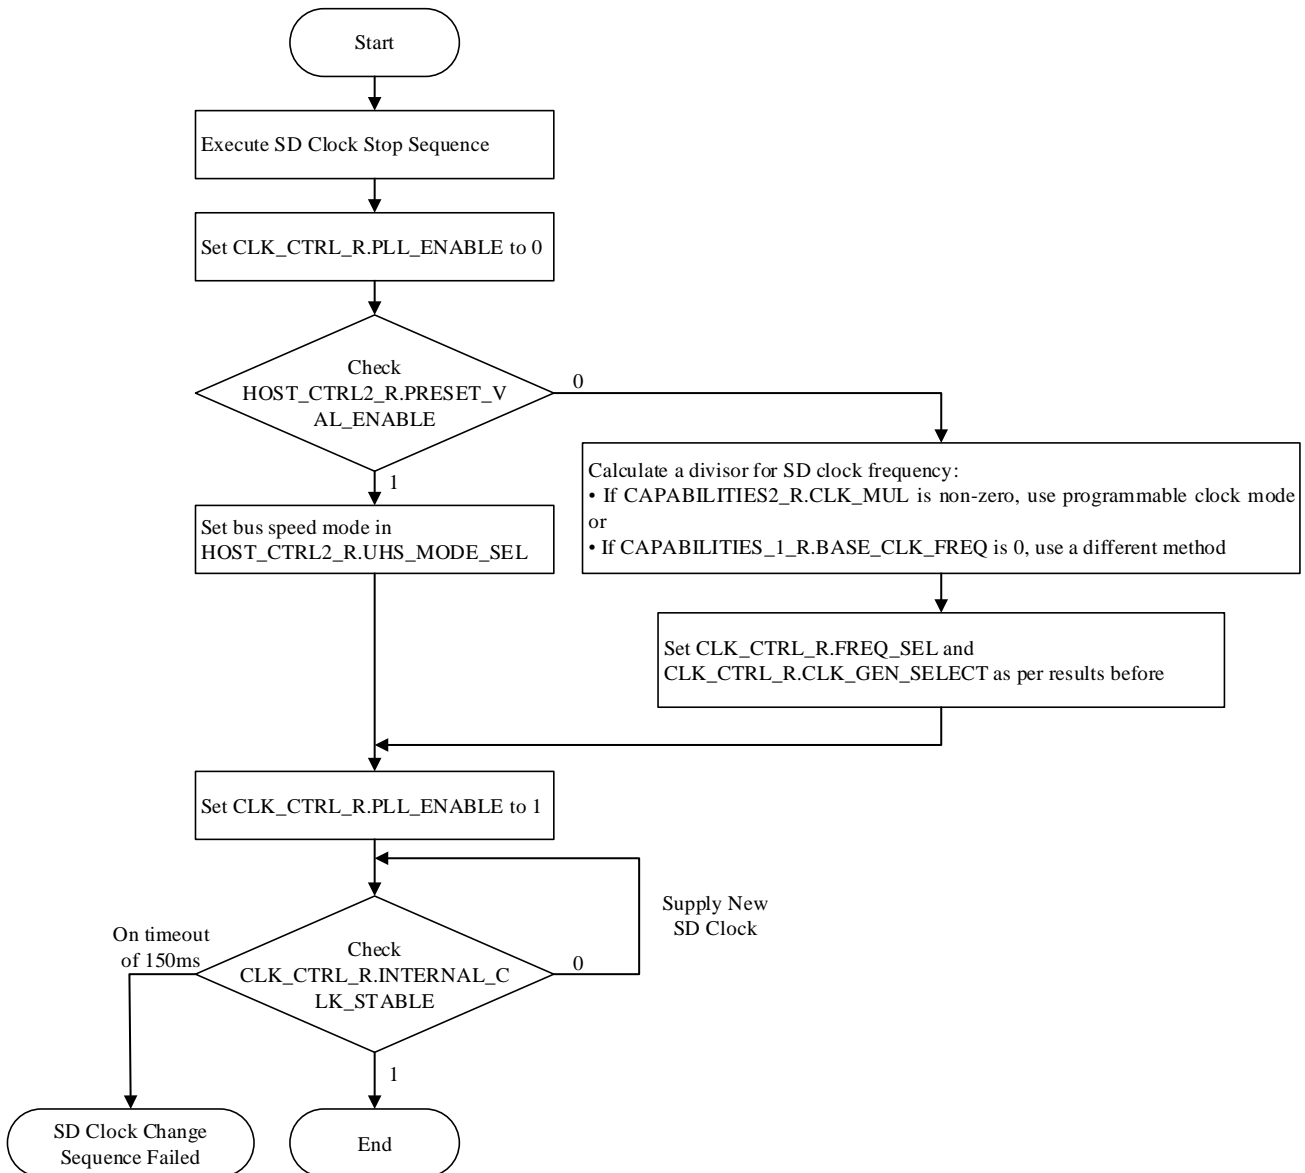 Start
Execute SD Clock Stop Sequence
Set CLK_CTRL_R.PLL_ENABLE to 0
Check
HOST_CTRL2_R.PRESET_V
AL_ENABLE
0
1
Calculate a divisor for SD clock frequency:
• If CAPABILITIES2_R.CLK_MUL is non-zero, use programmable clock mode
or
• If CAPABILITIES_1_R.BASE_CLK_FREQ is 0, use a different method
Set bus speed mode in
HOST_CTRL2_R.UHS_MODE_SEL
Set CLK_CTRL_R.FREQ_SEL and
CLK_CTRL_R.CLK_GEN_SELECT as per results before
Set CLK_CTRL_R.PLL_ENABLE to 1
Supply New
SD Clock
On timeout
of 150ms
Check
CLK_CTRL_R.INTERNAL_C
LK_STABLE
0
1
SD Clock Change
Sequence Failed
End